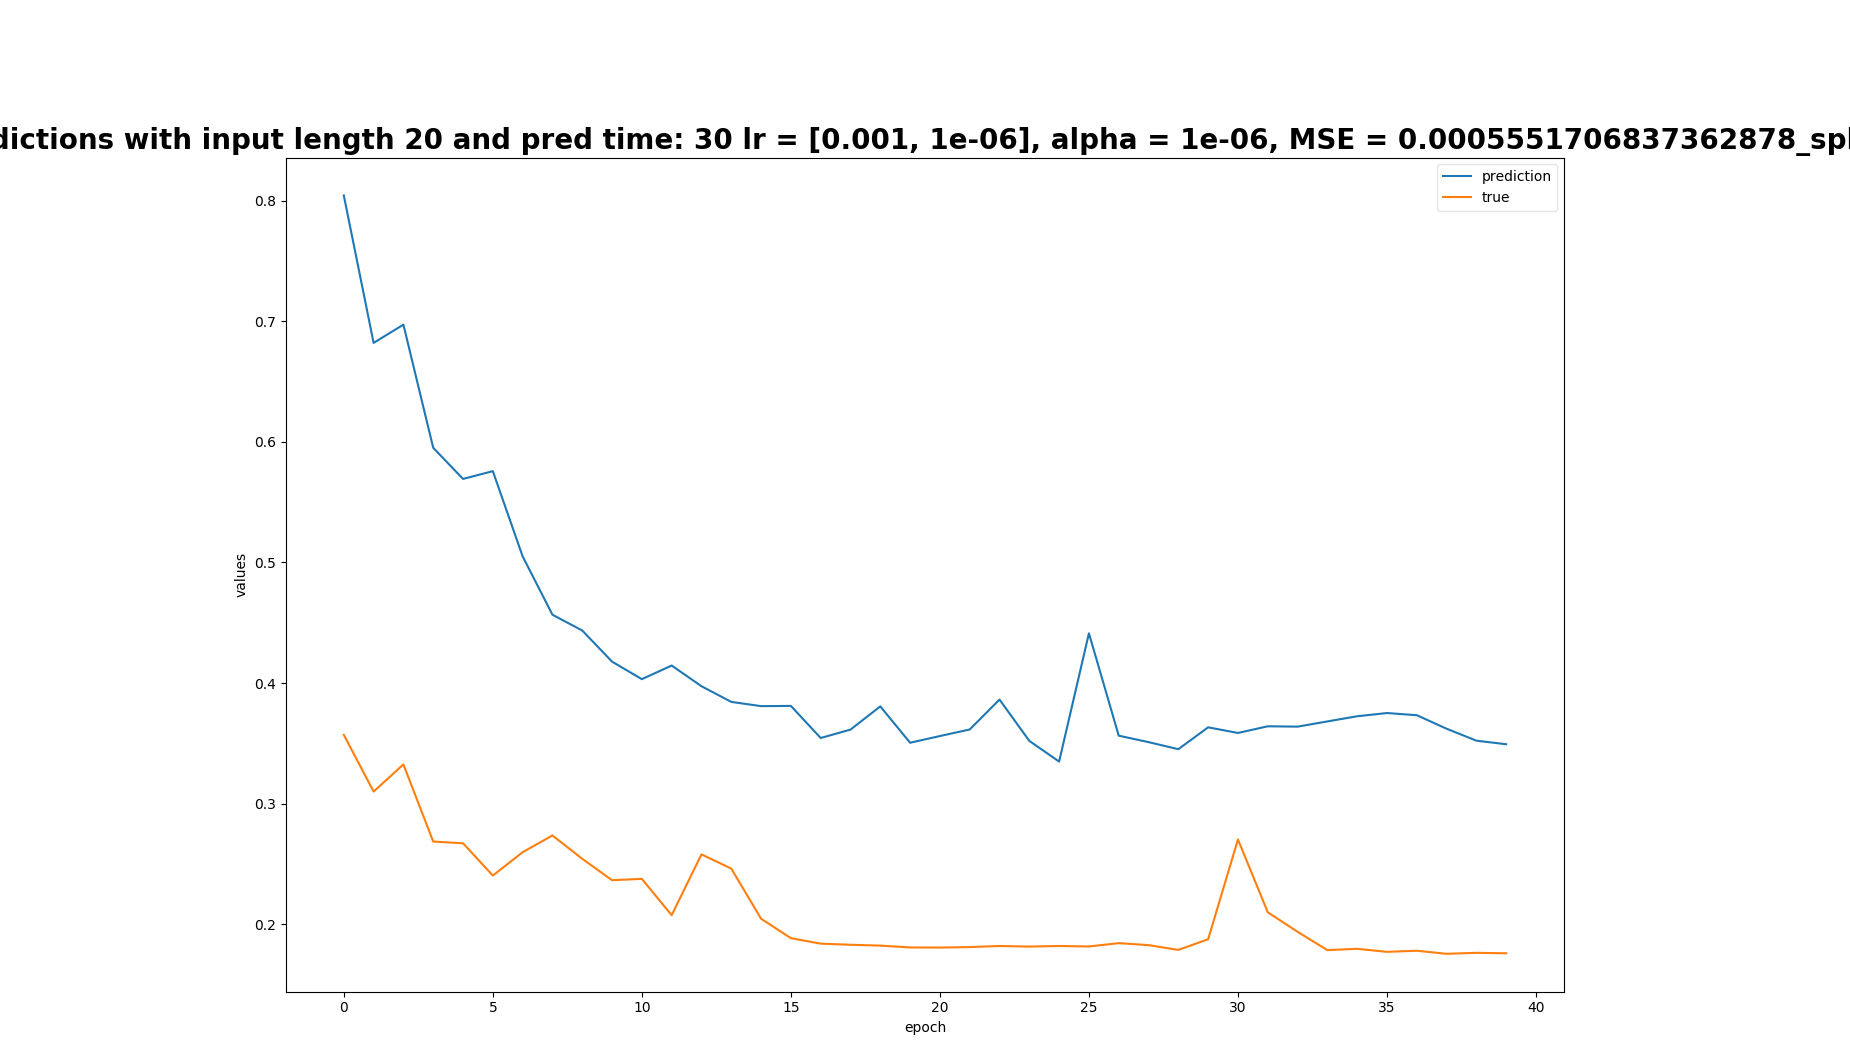 dictions with input length 20 and pred time: 30 lr = [0.001, 1e-06], alpha = 1e-06, MSE = 0.0005551706837362878_spl
prediction
true
0.8
0.7
0.6
0.5
0.4
0.3
0.2
values
0 5 10 15 20 25 30 35 40
epoch